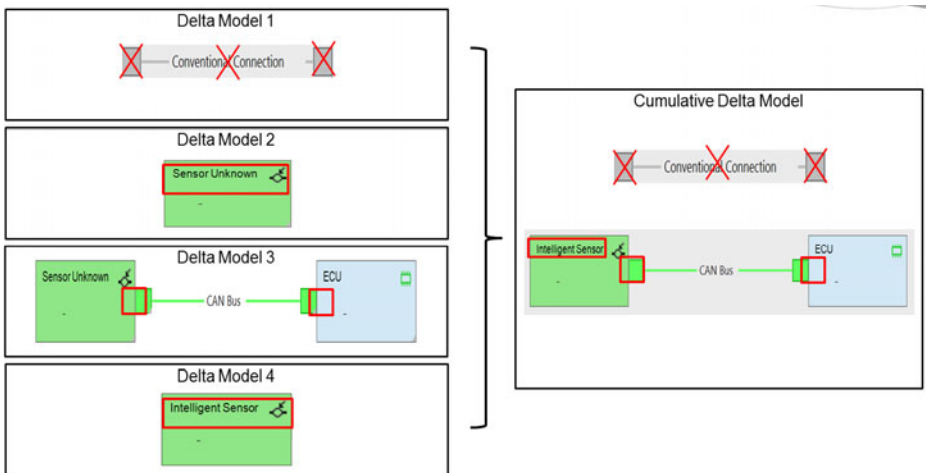 Delta Model 1
Conventional Connection
Delta Model 2
Sensor Unknown
-
Delta Model 3
Sensor Unknown
-
CAN Bus
ECU
-
Delta Model 4
Intelligent Sensor
-
Cumulative Delta Model
Conventional Connection
Intelligent Sensor
-
CAN Bus
ECU
-